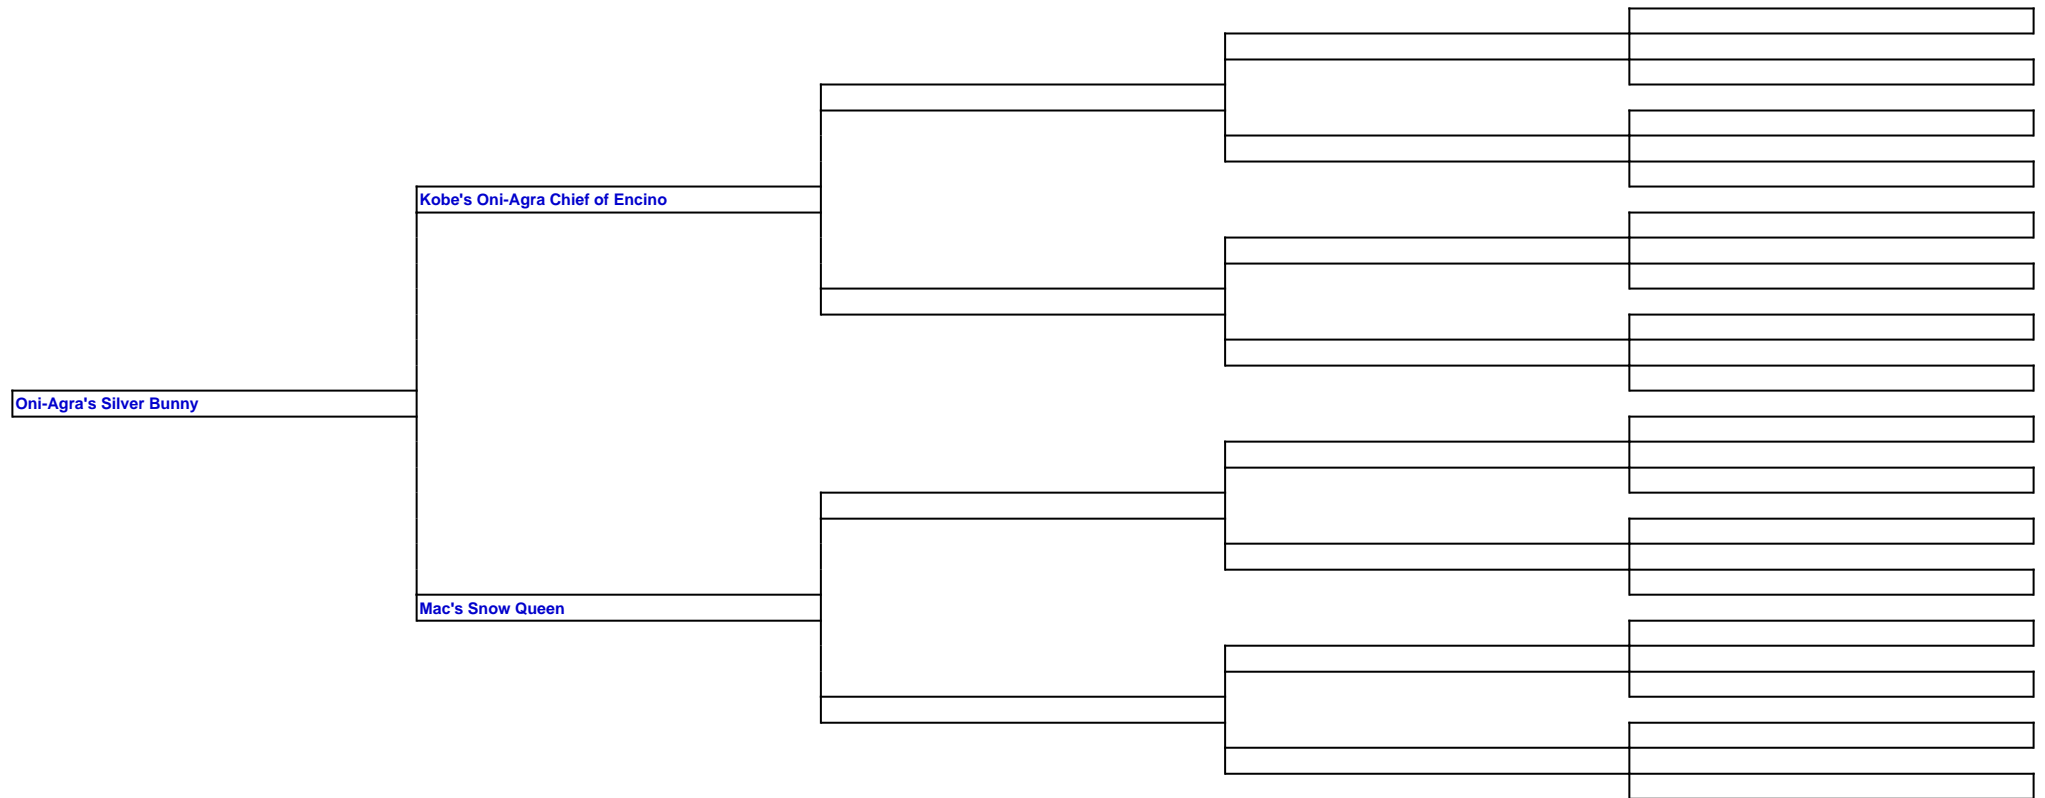 Kobe's Oni-Agra Chief of Encino
Oni-Agra's Silver Bunny
Mac's Snow Queen